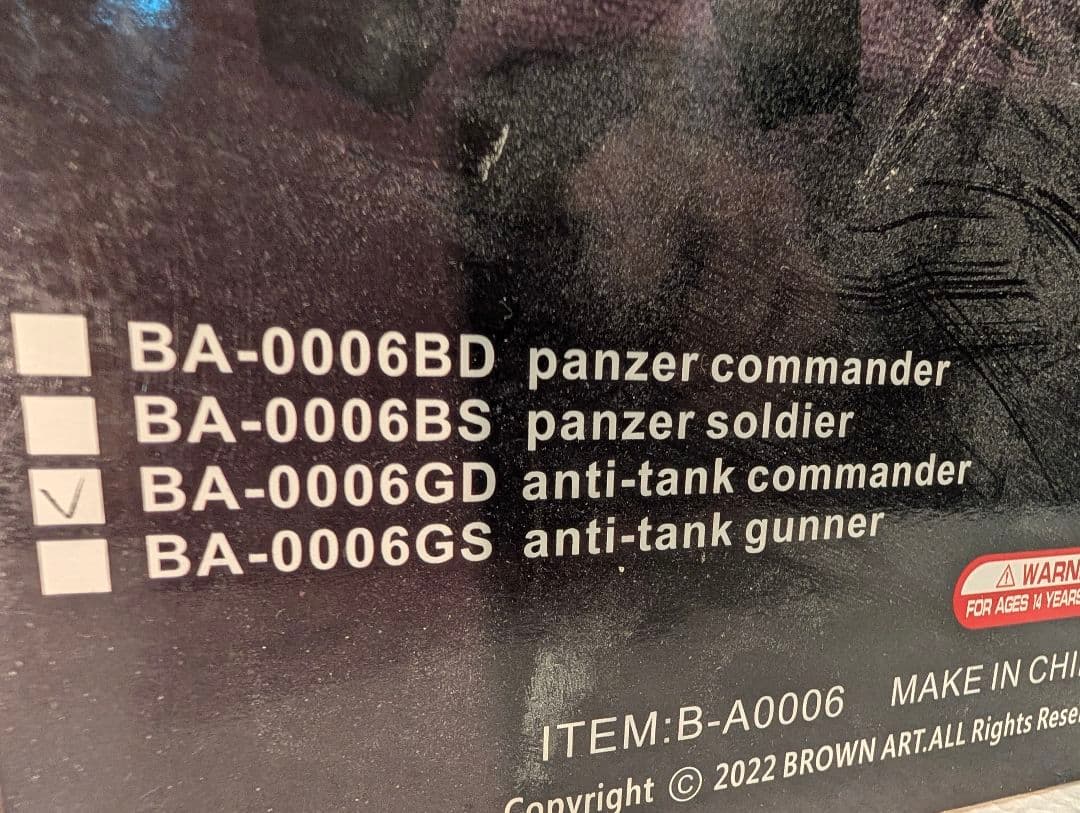 BA-0006BD panzer commander
BA-0006BS panzer soldier
BA-0006GD anti-tank commander
BA-0006GS anti-tank gunner
WARN
FOR AGES 14 YEARS
ITEM:B-A0006 MAKE IN CHI
Copyright © 2022 BROWN ART.ALL Rights Rese